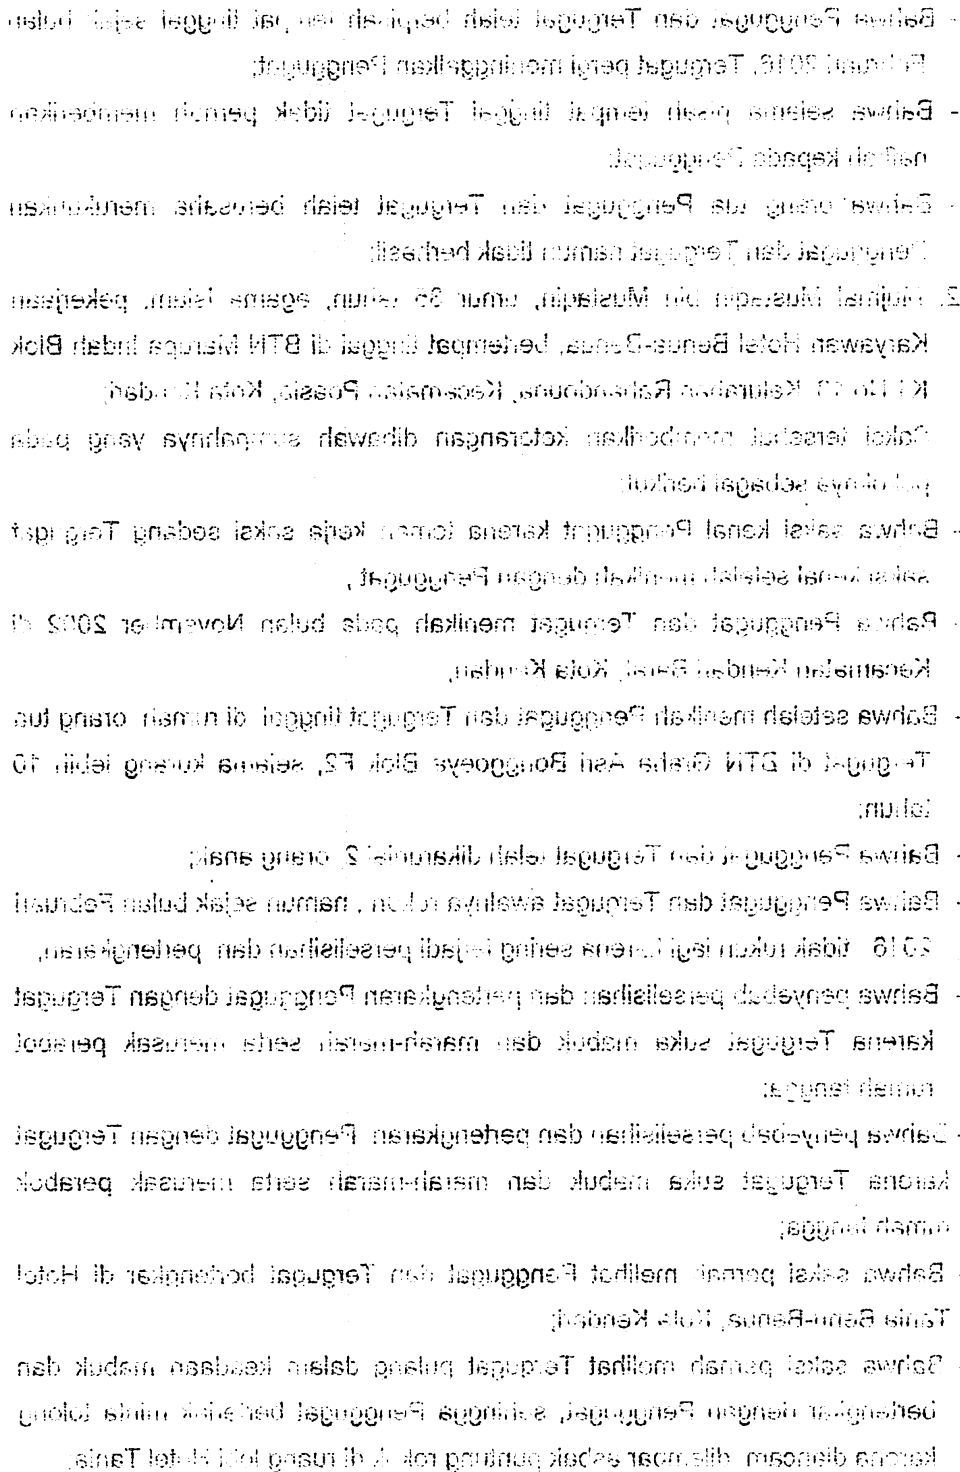 - Bahwa Penggugat dan Tergugat telah berpisah tempat tinggal sejak bulan
Februari 2016, Tergugat pergi meninggalkan Penggugat;
- Bahwa selama pisah tempat tinggal Tergugat tidak pernah memberikan
nafkah kepada Penggugat;
- Bahwa orang tua Penggugat dan Tergugat telah berusaha merukunkan
Penggugat dan Tergugat namun tidak berhasil;
2. Mustaqin bin Mustaqin, umur 35 tahun, agama Islam, pekerjaan
Karyawan Hotel Benua-Benua, bertempat tinggal di BTN Marupa Indah Blok
Kelurahan Rahandouna, Kecamatan Poasia, Kota Kendari;
Saksi tersebut memberikan keterangan dibawah sumpahnya yang pada
pokoknya sebagai berikut:
- Bahwa saksi kenal Penggugat karena teman kerja saksi sedang Tergugat
saksi kenal setelah menikah dengan Penggugat ;
- Bahwa Penggugat dan Tergugat menikah pada bulan November 2002 di
Kecamatan Kendari Barat, Kota Kendari;
- Bahwa setelah menikah Penggugat dan Tergugat tinggal di rumah orang tua
Tergugat di BTN Graha Asri Bonggoeya Blok F2, selama kurang lebih 10
tahun;
- Bahwa Penggugat dan Tergugat telah dikaruniai 2 orang anak;
- Bahwa Penggugat dan Tergugat awalnya rukun , namun sejak bulan Februari
2016 tidak rukun lagi karena sering terjadi perselisihan dan pertengkaran;
- Bahwa penyebab perselisihan dan pertengkaran Penggugat dengan Tergugat
karena Tergugat suka mabuk dan marah-marah serta merusak perabot
rumah tangga;
- Bahwa penyebab perselisihan dan pertengkaran Penggugat dengan Tergugat
karena Tergugat suka mabuk dan marah-marah serta merusak perabok
rumah tangga;
- Bahwa saksi pernah melihat Penggugat dan Tergugat bertengkar di Hotel
Tania Benu-Benua, Kota Kendari;
- Bahwa saksi pernah melihat Tergugat pulang dalam keadaan mabuk dan
bertengkar dengan Penggugat, sehingga Penggugat berteriak minta tolong
karena diancam dilempar asbak puntung rokok di ruang lobi Hotel Tania